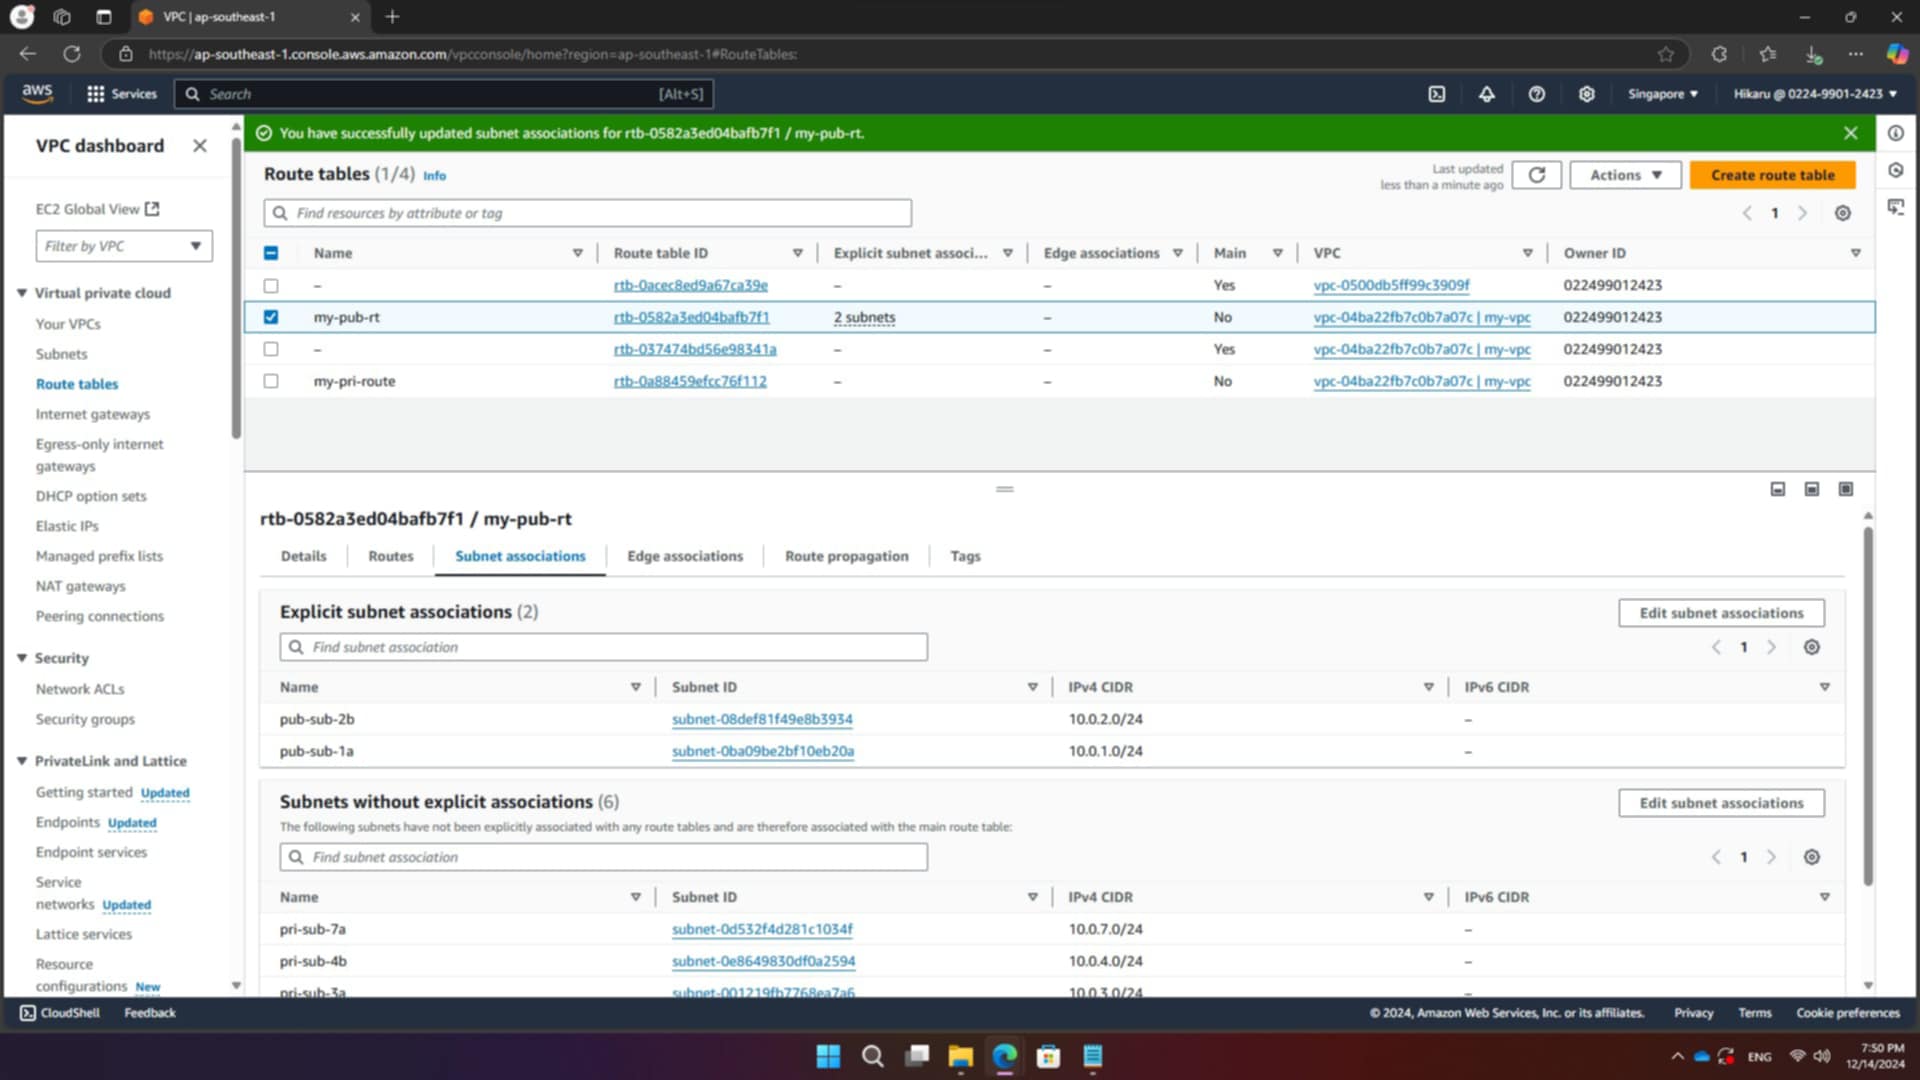 VPC | ap-southeast-1
https://ap-southeast-1.console.aws.amazon.com/vpcconsole/home?region=ap-southeast-1#RouteTables:
aws
Services
Search
[Alt+S]
Singapore ▼
Hikaru @ 0224-9901-2423 ▼
VPC dashboard
EC2 Global View
Filter by VPC
Virtual private cloud
Your VPCs
Subnets
Route tables
Internet gateways
Egress-only internet
gateways
DHCP option sets
Elastic IPs
Managed prefix lists
NAT gateways
Peering connections
Security
Network ACLs
Security groups
PrivateLink and Lattice
Getting started Updated
Endpoints Updated
Endpoint services
Service
networks Updated
Lattice services
Resource
configurations New
You have successfully updated subnet associations for rtb-0582a3ed04bafb7f1 / my-pub-rt.
Route tables (1/4) Info
Last updated
less than a minute ago
Actions ▼
Create route table
Find resources by attribute or tag
1
Name Route table ID Explicit subnet associ... Edge associations Main VPC Owner ID
– rtb-0acec8ed9a67ca39e – – Yes vpc-0500db5ff99c3909f 022499012423
my-pub-rt rtb-0582a3ed04bafb7f1 2 subnets – No vpc-04ba22fb7c0b7a07c | my-vpc 022499012423
– rtb-037474bd56e98341a – – Yes vpc-04ba22fb7c0b7a07c | my-vpc 022499012423
my-pri-route rtb-0a88459efcc76f112 – – No vpc-04ba22fb7c0b7a07c | my-vpc 022499012423
rtb-0582a3ed04bafb7f1 / my-pub-rt
Details Routes Subnet associations Edge associations Route propagation Tags
Explicit subnet associations (2)
Edit subnet associations
Find subnet association
1
Name Subnet ID IPv4 CIDR IPv6 CIDR
pub-sub-2b subnet-08def81f49e8b3934 10.0.2.0/24 –
pub-sub-1a subnet-0ba09be2bf10eb20a 10.0.1.0/24 –
Subnets without explicit associations (6)
Edit subnet associations
The following subnets have not been explicitly associated with any route tables and are therefore associated with the main route table:
Find subnet association
1
Name Subnet ID IPv4 CIDR IPv6 CIDR
pri-sub-7a subnet-0d532f4d281c1034f 10.0.7.0/24 –
pri-sub-4b subnet-0e8649830df0a2594 10.0.4.0/24 –
pri-sub-3a subnet-001219fb7768ea7a6 10.0.3.0/24 –
CloudShell
Feedback
© 2024, Amazon Web Services, Inc. or its affiliates.
Privacy
Terms
Cookie preferences
ENG
7:50 PM
12/14/2024